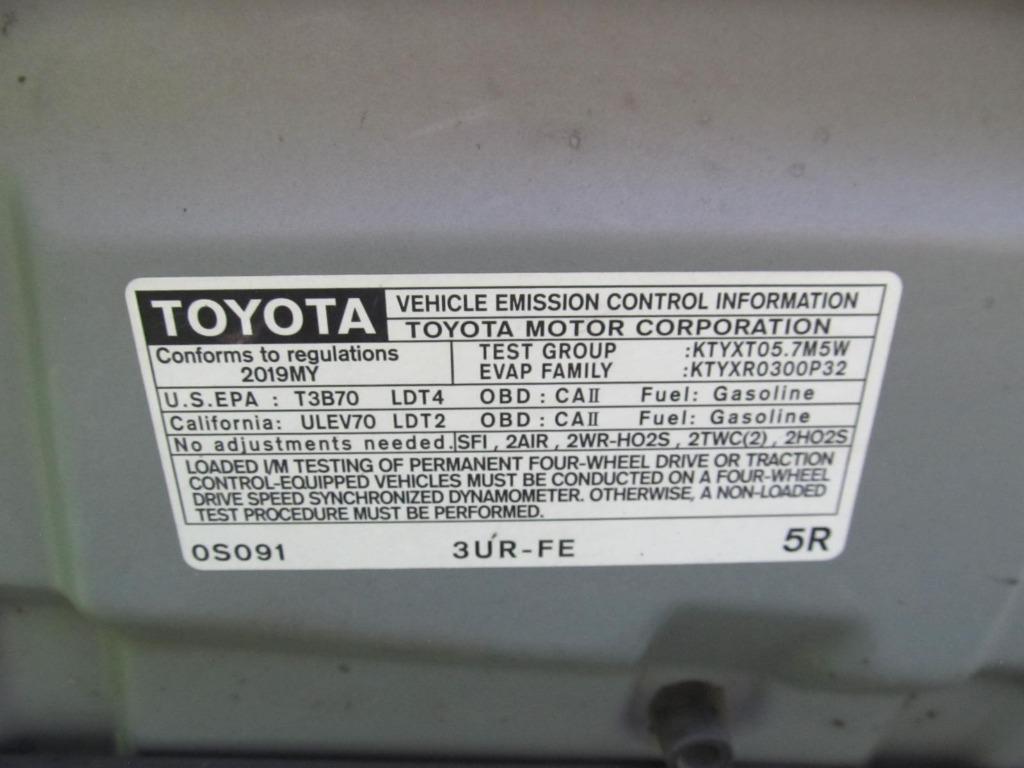 TOYOTA VEHICLE EMISSION CONTROL INFORMATION
TOYOTA MOTOR CORPORATION
Conforms to regulations
2019MY
TEST GROUP :KTYXT05.7M5W
EVAP FAMILY :KTYXR0300P32
U.S.EPA : T3B70 LDT4 OBD : CAII Fuel: Gasoline
California: ULEV70 LDT2 OBD : CAII Fuel: Gasoline
No adjustments needed. SFI , 2AIR , 2WR-HO2S , 2TWC(2) , 2HO2S
LOADED I/M TESTING OF PERMANENT FOUR-WHEEL DRIVE OR TRACTION
CONTROL-EQUIPPED VEHICLES MUST BE CONDUCTED ON A FOUR-WHEEL
DRIVE SPEED SYNCHRONIZED DYNAMOMETER. OTHERWISE, A NON-LOADED
TEST PROCEDURE MUST BE PERFORMED.
0S091 3UR-FE 5R